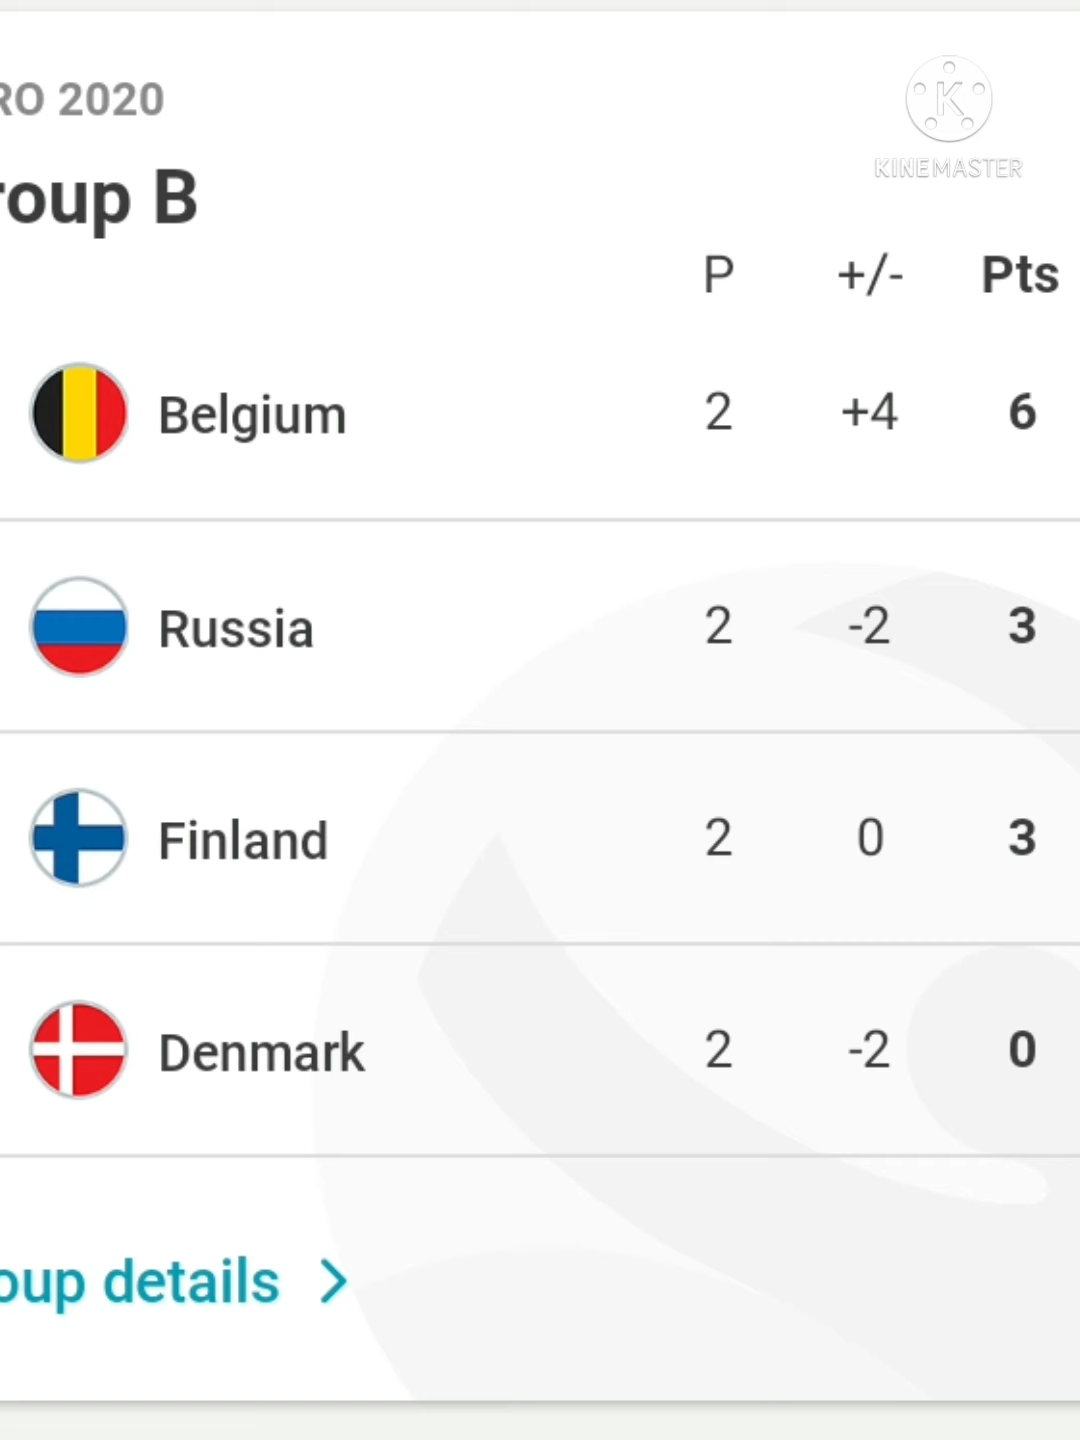 RO 2020
KINEMASTER
roup B
P +/- Pts
Belgium 2 +4 6
Russia 2 -2 3
Finland 2 0 3
Denmark 2 -2 0
oup details